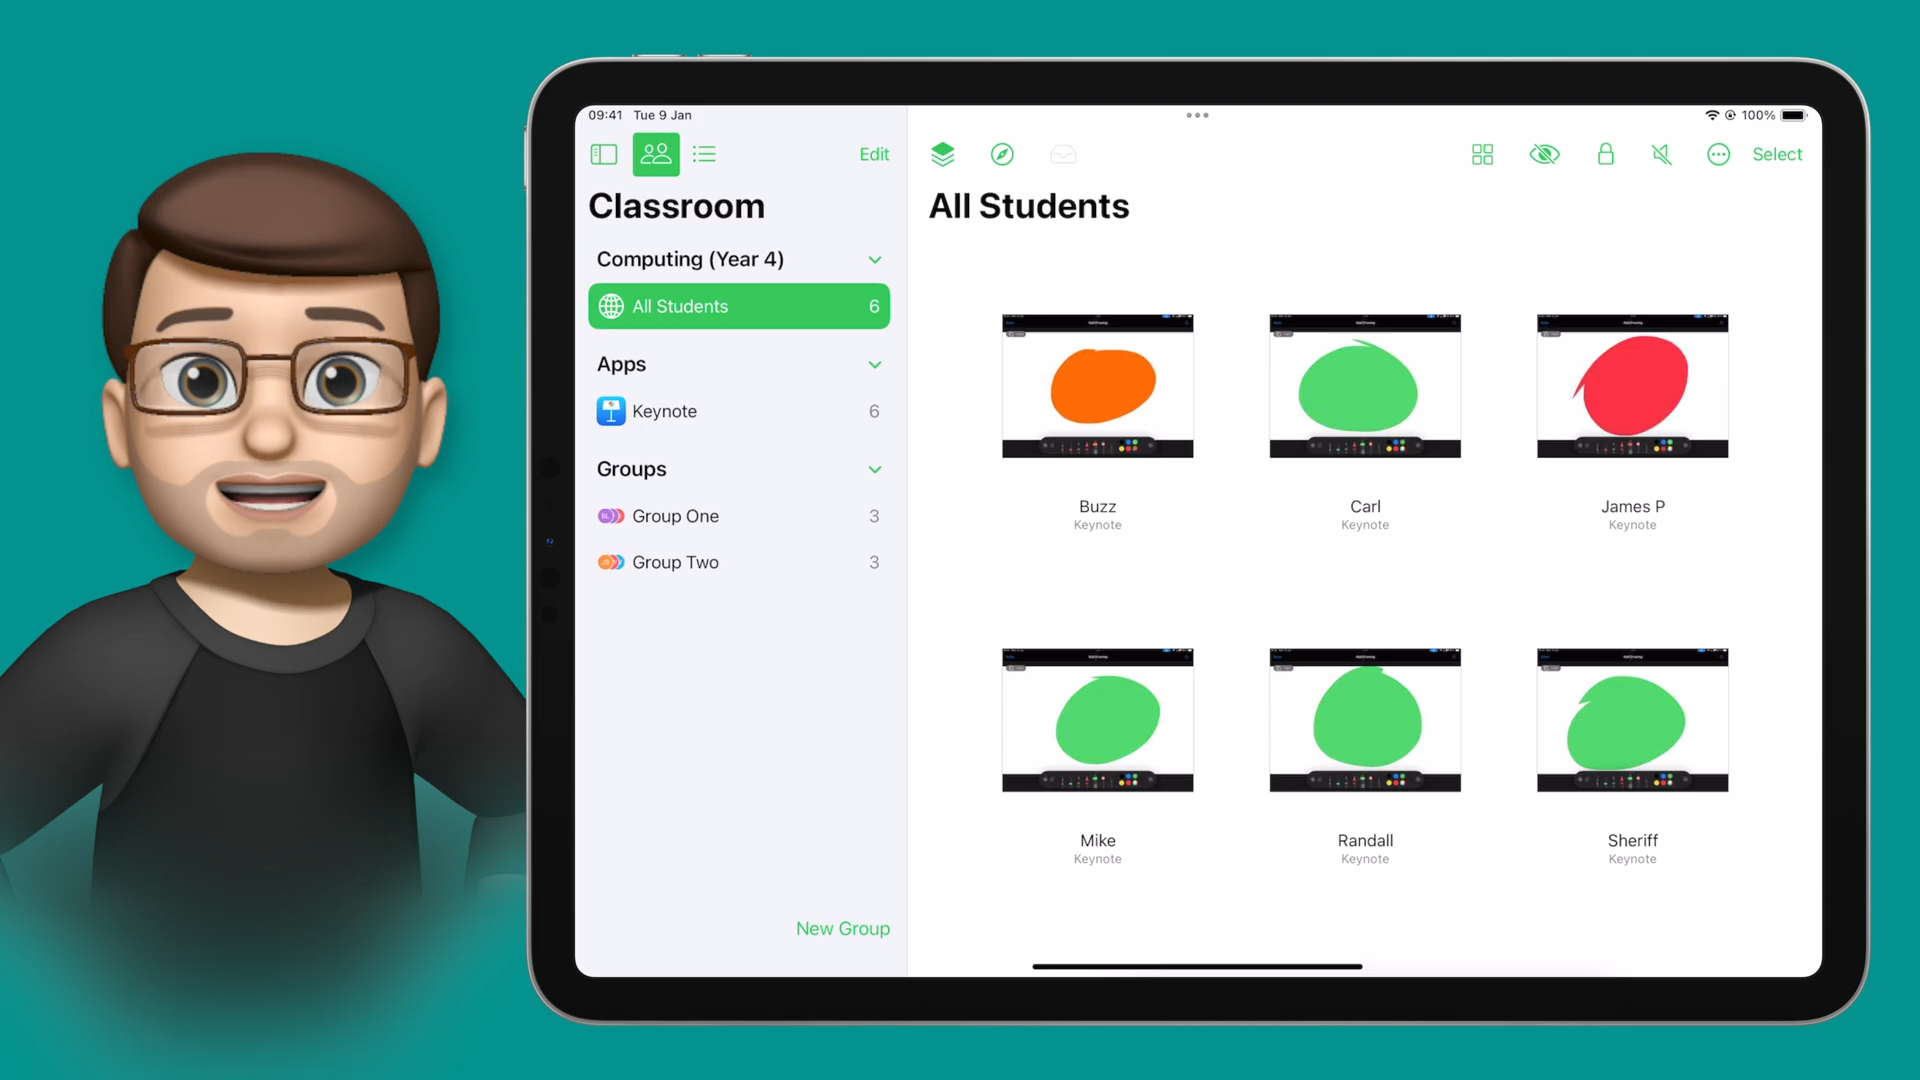 09:41 Tue 9 Jan
100%
Edit
Select
Classroom
All Students
Computing (Year 4)
All Students 6
Apps
Keynote 6
Groups
Group One 3
Group Two 3
New Group
Buzz
Keynote
Carl
Keynote
James P
Keynote
Mike
Keynote
Randall
Keynote
Sheriff
Keynote